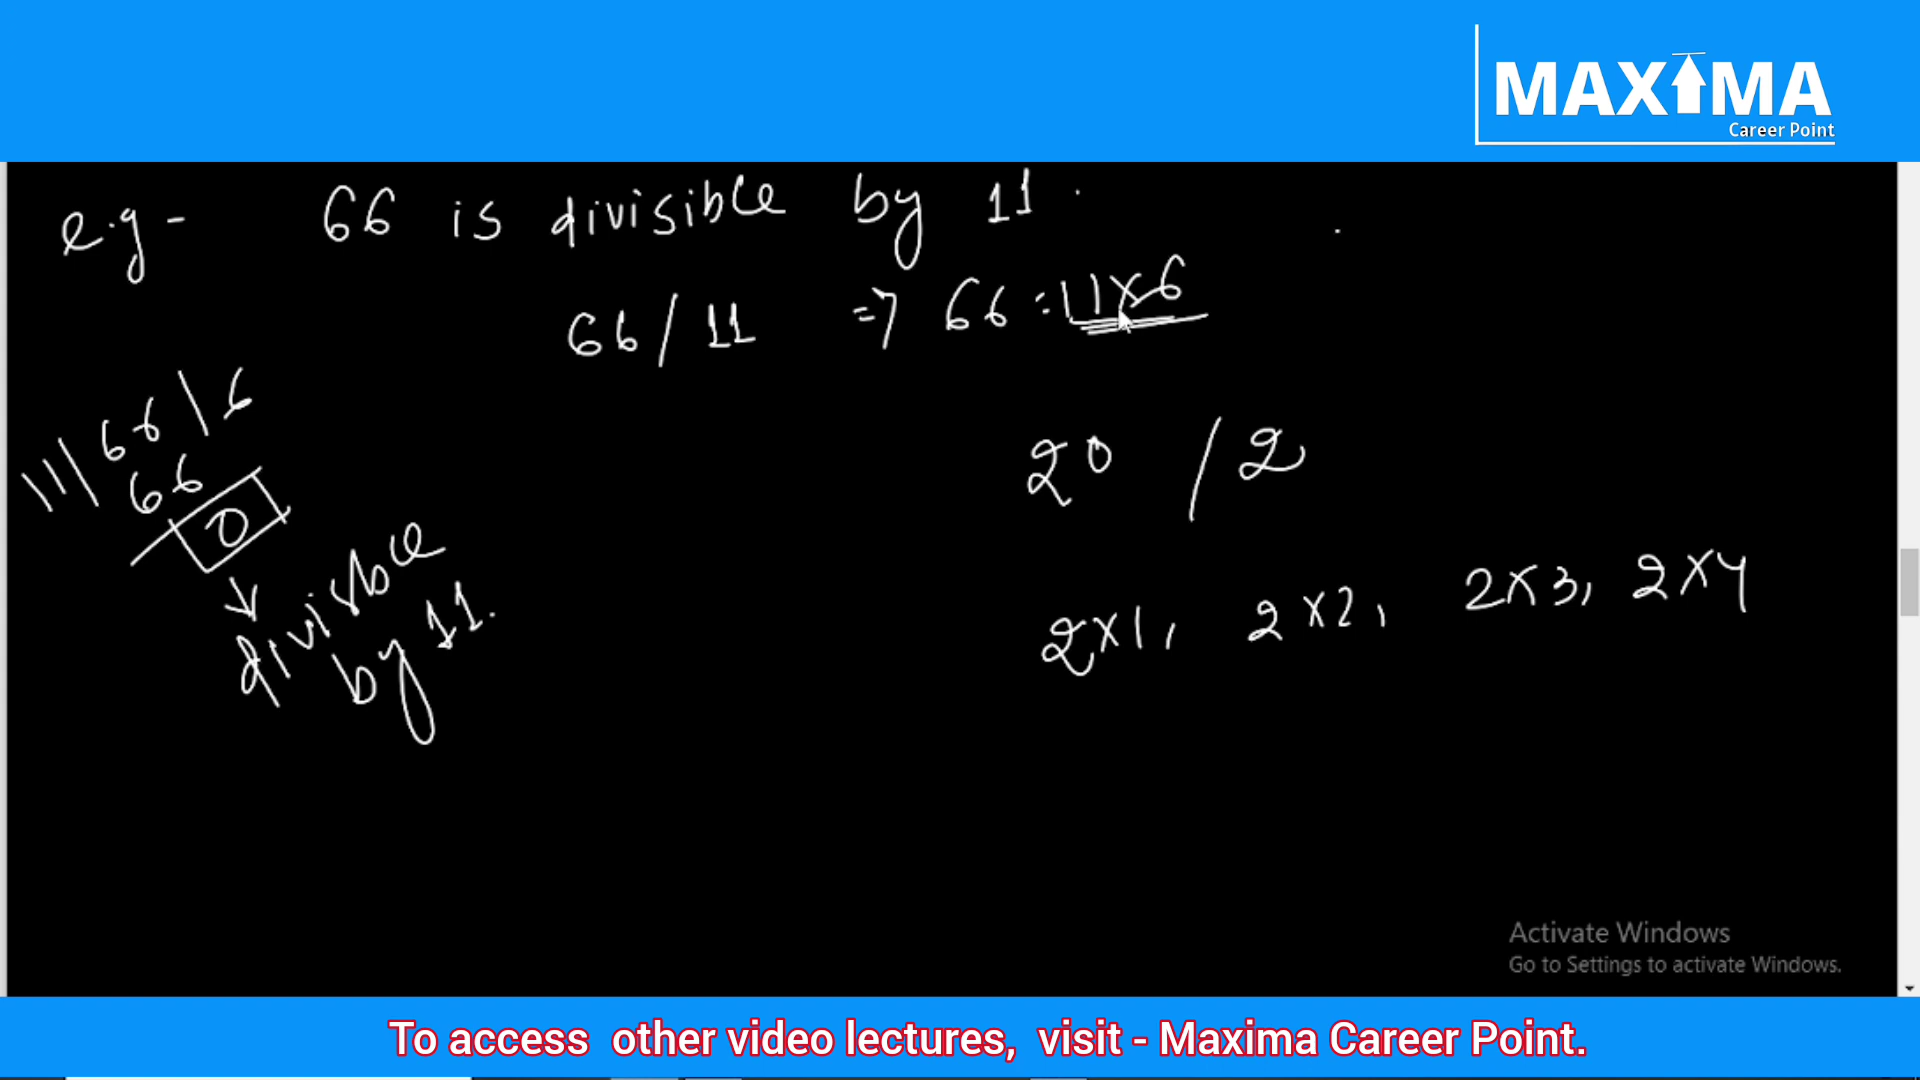 MAXIMA
Career Point
e.g - 66 is divisible by 11.
66 / 11 => 66 = 11x6
11/ 66 \ 6
66
0
divisible
by 11.
20 / 2
2x1, 2x2, 2x3, 2x4
Activate Windows
Go to Settings to activate Windows.
To access other video lectures, visit - Maxima Career Point.